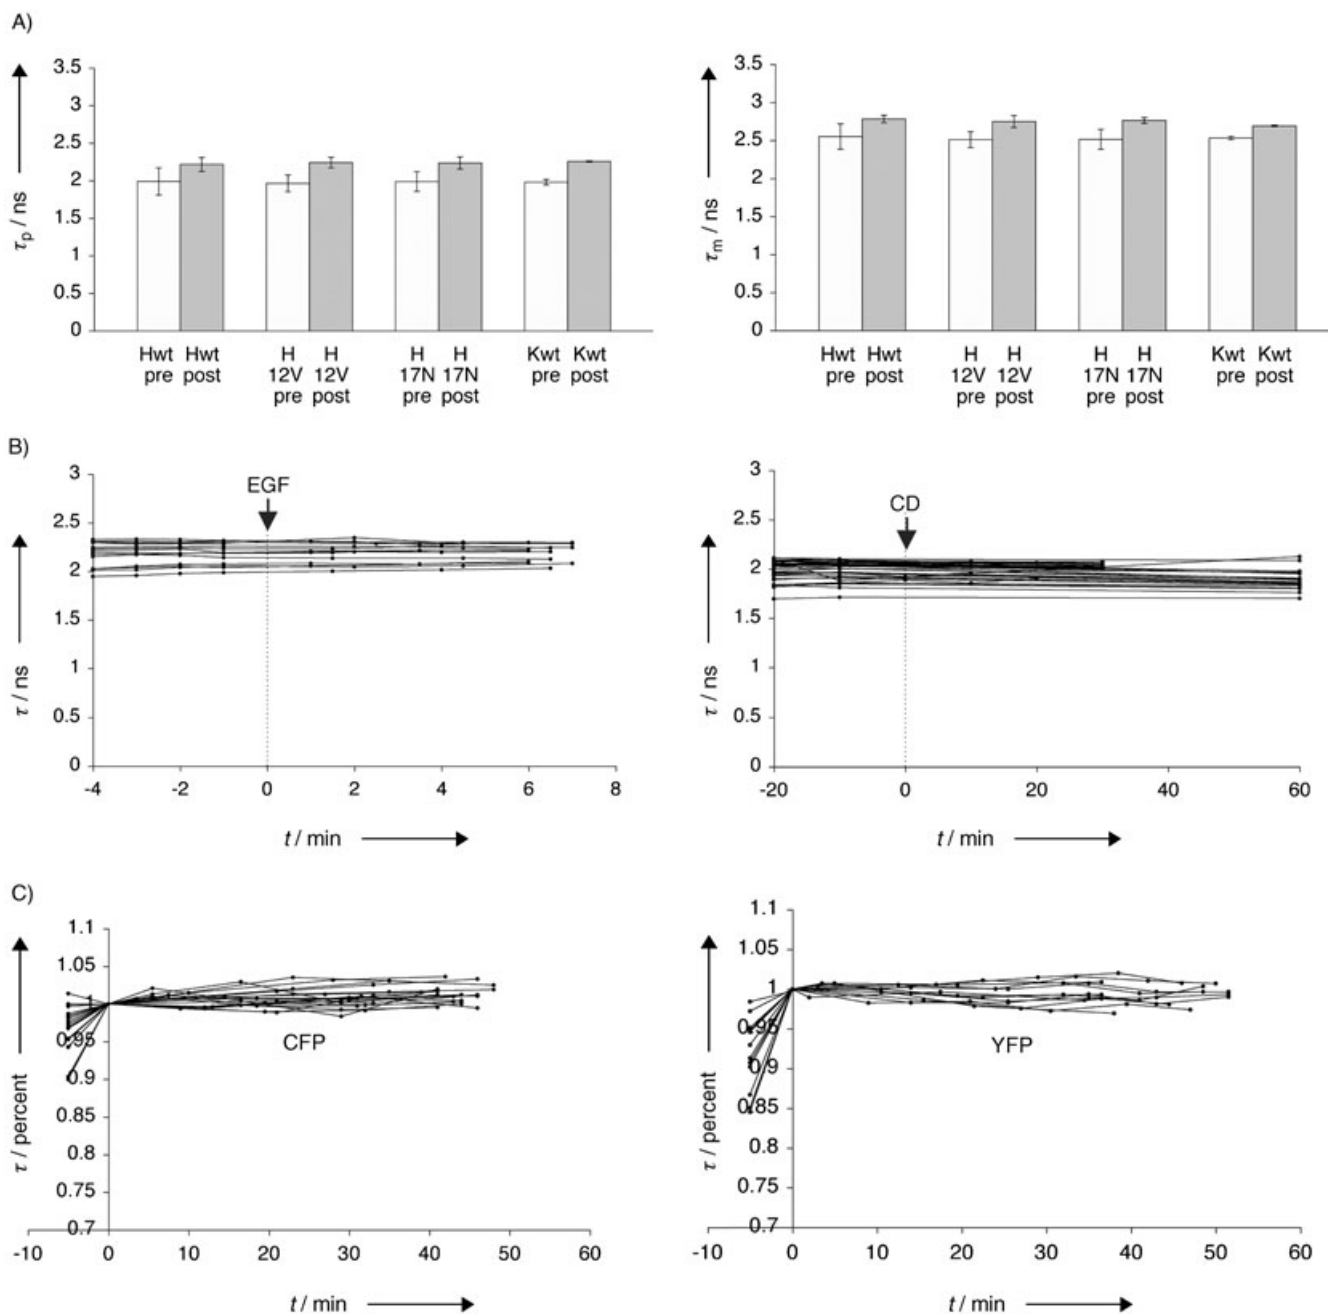 A)
3.5
3
2.5
2
1.5
1
0.5
0
τp / ns
Hwt Hwt
pre post
H H
12V 12V
pre post
H H
17N 17N
pre post
Kwt Kwt
pre post
3.5
3
2.5
2
1.5
1
0.5
0
τm / ns
Hwt Hwt
pre post
H H
12V 12V
pre post
H H
17N 17N
pre post
Kwt Kwt
pre post
B)
3
2.5
2
1.5
1
0.5
0
τ / ns
EGF
-4 -2 0 2 4 6 8
t / min
3
2.5
2
1.5
1
0.5
0
τ / ns
CD
-20 0 20 40 60
t / min
C)
1.1
1.05
1
0.95
0.9
0.85
0.8
0.75
0.7
τ / percent
CFP
-10 0 10 20 30 40 50 60
t / min
1.1
1.05
1
0.95
0.9
0.85
0.8
0.75
0.7
τ / percent
YFP
-10 0 10 20 30 40 50 60
t / min